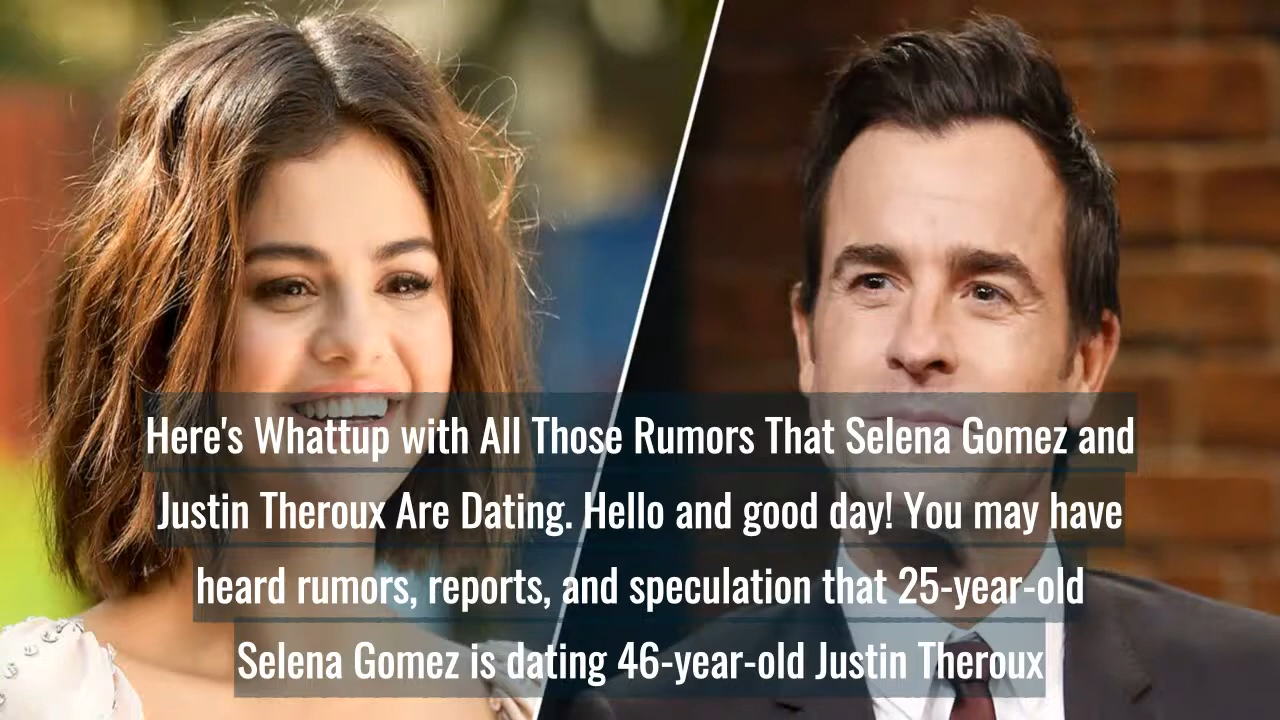 Here's Whattup with All Those Rumors That Selena Gomez and
Justin Theroux Are Dating. Hello and good day! You may have
heard rumors, reports, and speculation that 25-year-old
Selena Gomez is dating 46-year-old Justin Theroux